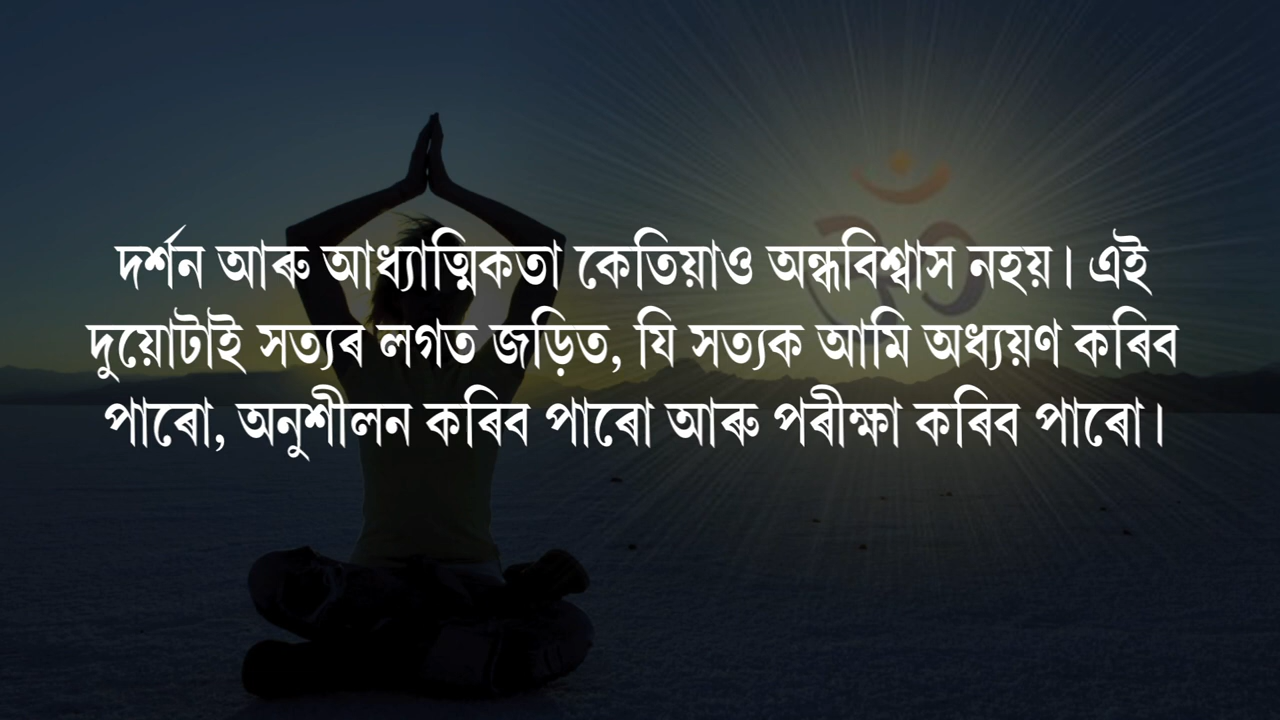 দৰ্শন আৰু আধ্যাত্মিকতা কেতিয়াও অন্ধবিশ্বাস নহয়। এই
দুয়োটাই সত্যৰ লগত জড়িত, যি সত্যক আমি অধ্যয়ণ কৰিব
পাৰো, অনুশীলন কৰিব পাৰো আৰু পৰীক্ষা কৰিব পাৰো।
ॐ